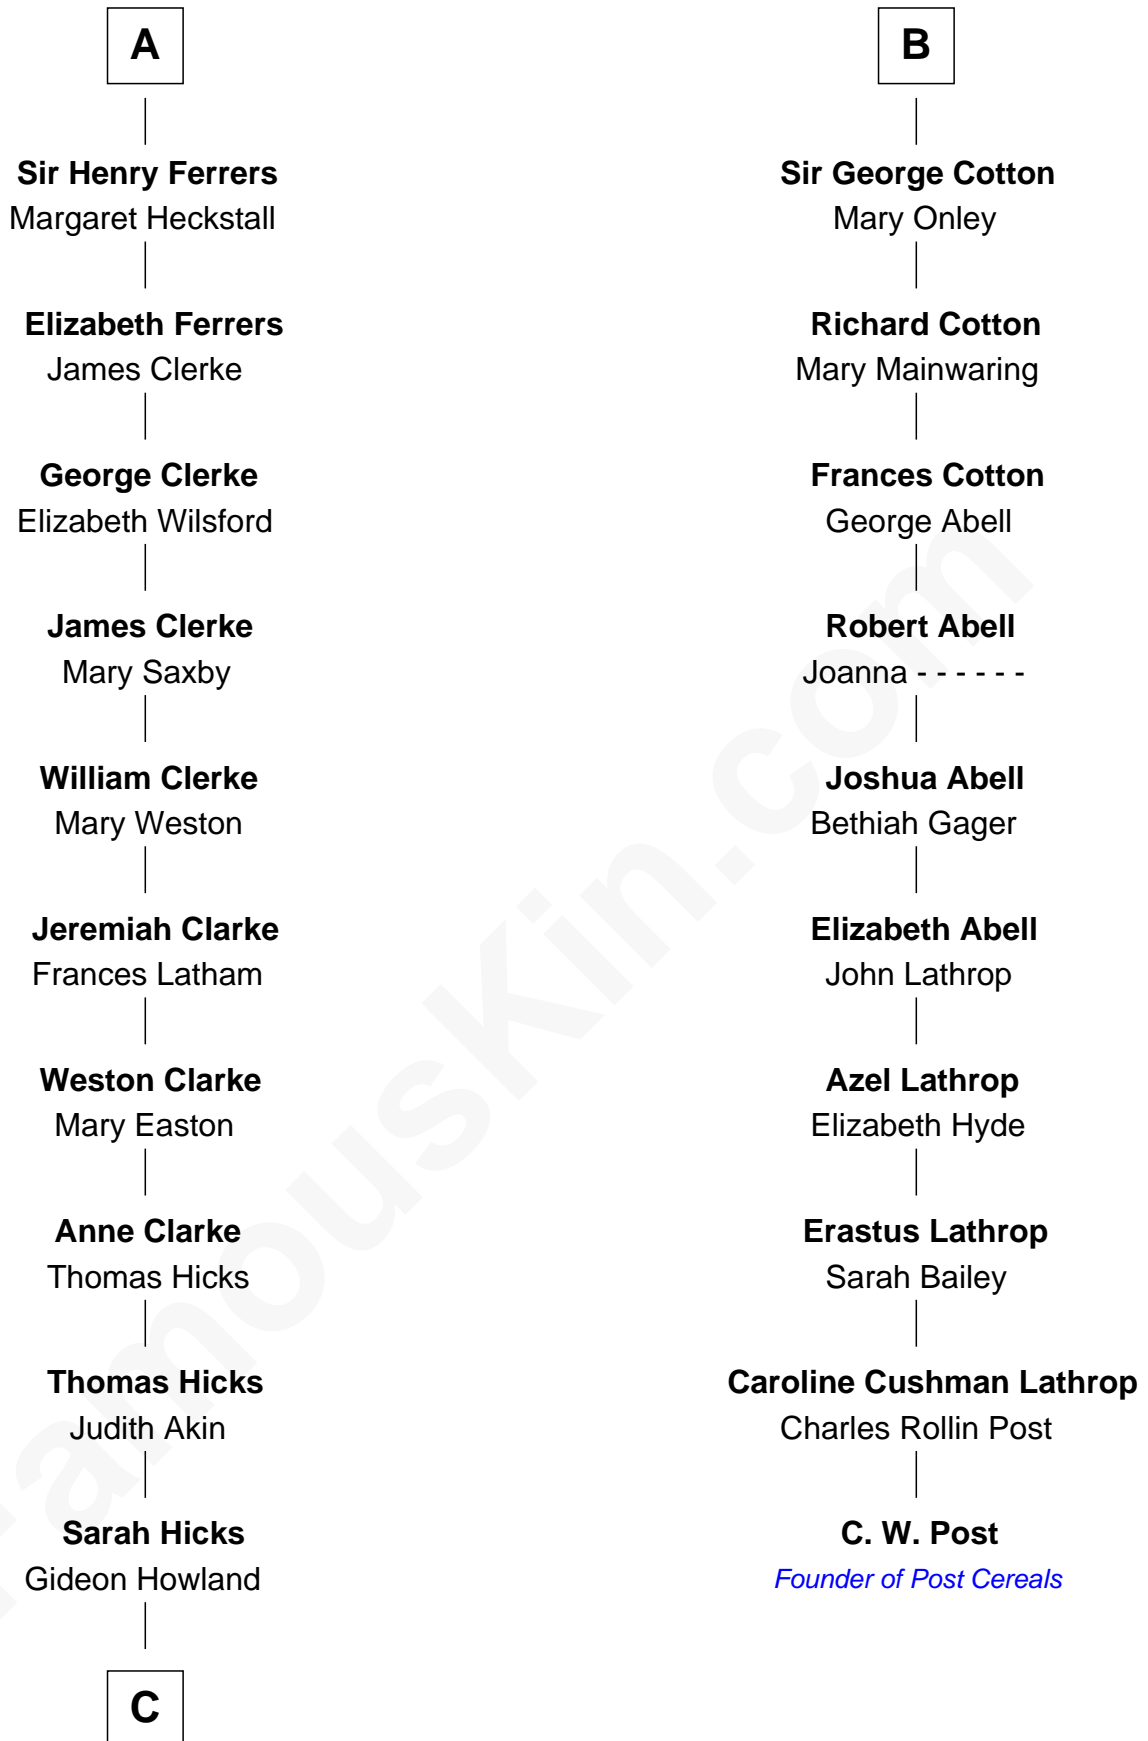 A
Sir Henry Ferrers
Margaret Heckstall
Elizabeth Ferrers
James Clerke
George Clerke
Elizabeth Wilsford
James Clerke
Mary Saxby
William Clerke
Mary Weston
Jeremiah Clarke
Frances Latham
Weston Clarke
Mary Easton
Anne Clarke
Thomas Hicks
Thomas Hicks
Judith Akin
Sarah Hicks
Gideon Howland
C
B
Sir George Cotton
Mary Onley
Richard Cotton
Mary Mainwaring
Frances Cotton
George Abell
Robert Abell
Joanna - - - - - -
Joshua Abell
Bethiah Gager
Elizabeth Abell
John Lathrop
Azel Lathrop
Elizabeth Hyde
Erastus Lathrop
Sarah Bailey
Caroline Cushman Lathrop
Charles Rollin Post
C. W. Post
Founder of Post Cereals
FamousKin.com